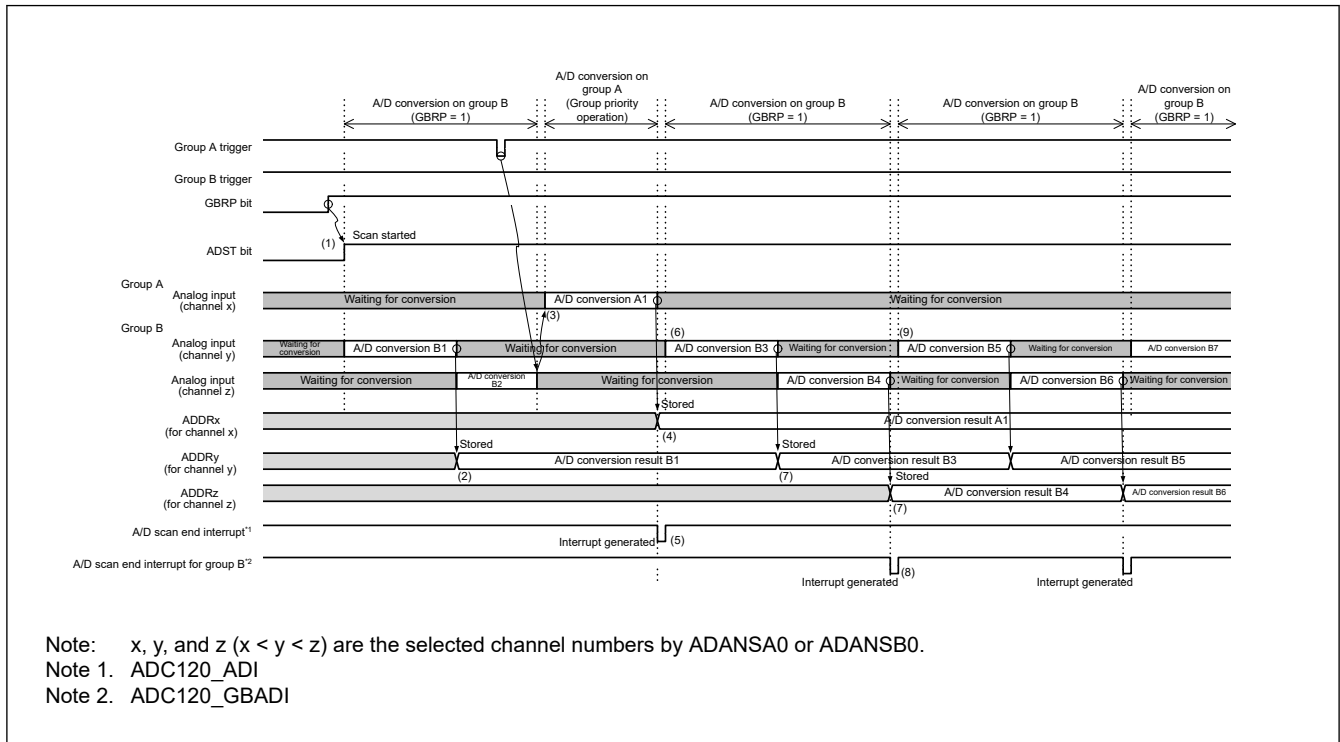 A/D conversion on
group A
(Group priority
operation)
A/D conversion on group B
(GBRP = 1)
A/D conversion on group B
(GBRP = 1)
A/D conversion on group B
(GBRP = 1)
A/D conversion on
group B
(GBRP = 1)
Group A trigger
Group B trigger
GBRP bit
(1)
Scan started
ADST bit
Group A
Analog input
(channel x)
Waiting for conversion
A/D conversion A1
Waiting for conversion
(3)
Group B
(6)
(9)
Analog input
(channel y)
Waiting for
conversion
A/D conversion B1
Waiting for conversion
A/D conversion B3
Waiting for conversion
A/D conversion B5
Waiting for conversion
A/D conversion B7
Analog input
(channel z)
Waiting for conversion
A/D conversion
B2
Waiting for conversion
A/D conversion B4
Waiting for conversion
A/D conversion B6
Waiting for conversion
Stored
ADDRx
(for channel x)
A/D conversion result A1
(4)
Stored
Stored
ADDRy
(for channel y)
A/D conversion result B1
A/D conversion result B3
A/D conversion result B5
(2)
(7)
Stored
ADDRz
(for channel z)
A/D conversion result B4
A/D conversion result B6
(7)
A/D scan end interrupt*1
Interrupt generated
(5)
A/D scan end interrupt for group B*2
(8)
Interrupt generated
Interrupt generated
Note: x, y, and z (x < y < z) are the selected channel numbers by ADANSA0 or ADANSB0.
Note 1. ADC120_ADI
Note 2. ADC120_GBADI